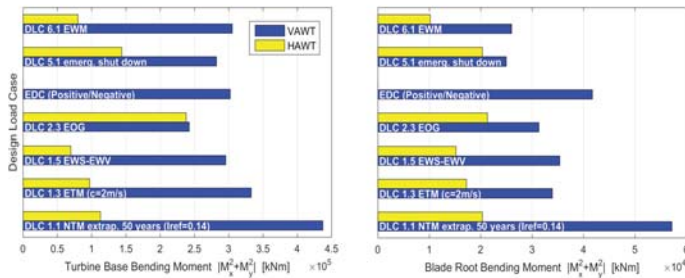 DLC 6.1 EWM
DLC 5.1 emerg. shut down
EDC (Positive/Negative)
DLC 2.3 EOG
DLC 1.5 EWS-EWV
DLC 1.3 ETM (c=2m/s)
DLC 1.1 NTM extrap. 50 years (Iref=0.14)
Design Load Case
VAWT
HAWT
0 0.5 1 1.5 2 2.5 3 3.5 4 4.5
×10⁵
Turbine Base Bending Moment |M²ₓ+M²ᵧ| [kNm]
DLC 6.1 EWM
DLC 5.1 emerg. shut down
EDC (Positive/Negative)
DLC 2.3 EOG
DLC 1.5 EWS-EWV
DLC 1.3 ETM (c=2m/s)
DLC 1.1 NTM extrap. 50 years (Iref=0.14)
0 1 2 3 4 5 6
×10⁴
Blade Root Bending Moment |M²ₓ+M²ᵧ| [kNm]